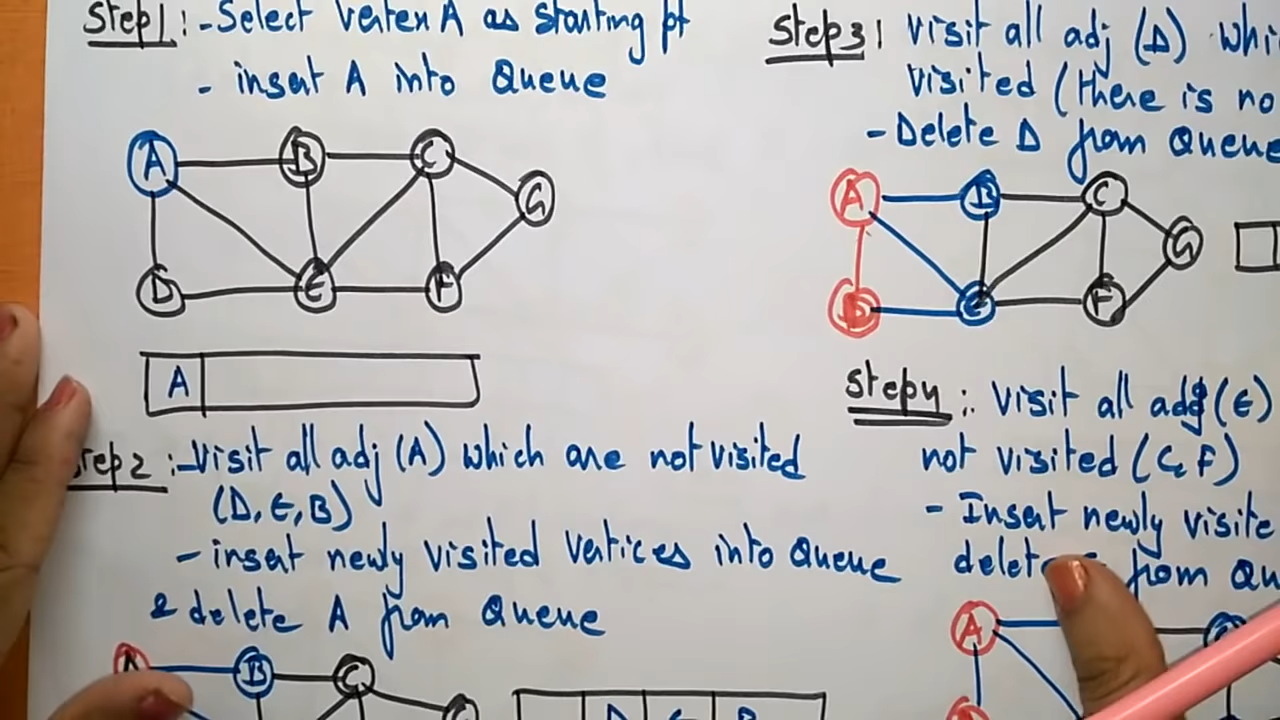 Step1: - Select Vertex A as starting pt
- insert A into Queue
A B C G
D E F
A
Step2 :- Visit all adj (A) which are not visited
(D, E, B)
- insert newly visited vertices into Queue
& delete A from Queue
A B C G
D E B
Step3: Visit all adj (D) whi
visited (there is no
- Delete D from Queue
A B C G
D E F
Step4 :. Visit all adj (E)
not visited (C, F)
- Insert newly visite
delete from Qu
A